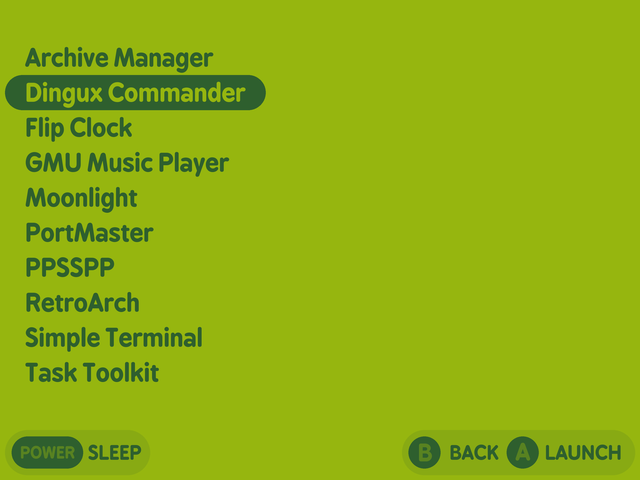 Archive Manager
Dingux Commander
Flip Clock
GMU Music Player
Moonlight
PortMaster
PPSSPP
RetroArch
Simple Terminal
Task Toolkit
POWER SLEEP
B BACK A LAUNCH